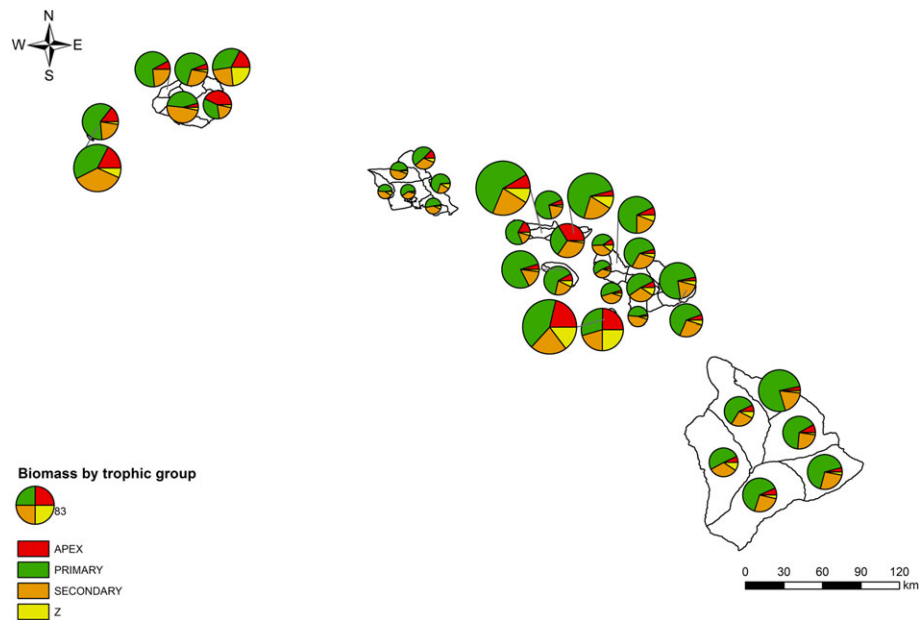 N
W E
S
Biomass by trophic group
83
APEX
PRIMARY
SECONDARY
Z
0 30 60 90 120
km